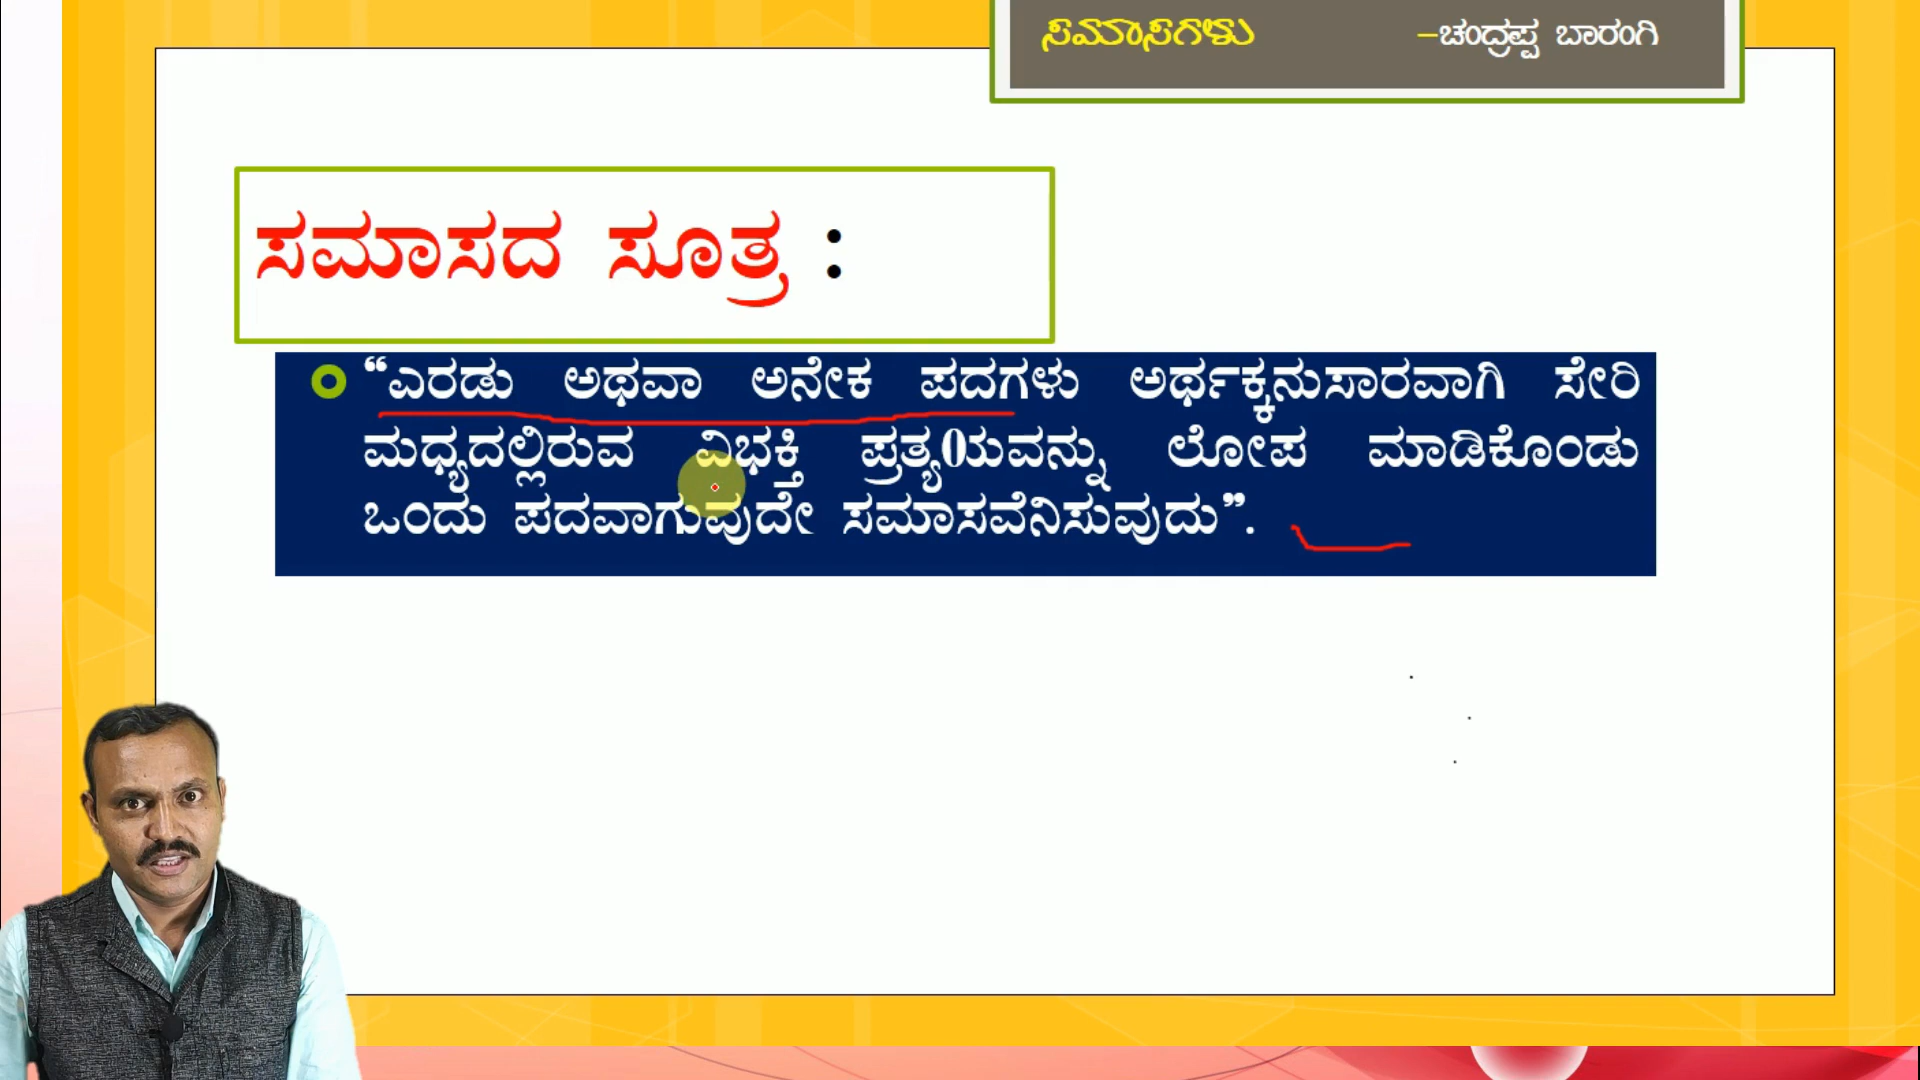 ಸಮಾಸಗಳು –ಚಂದ್ರಪ್ಪ ಬಾರಂಗಿ
ಸಮಾಸದ ಸೂತ್ರ :
“ಎರಡು ಅಥವಾ ಅನೇಕ ಪದಗಳು ಅರ್ಥಕ್ಕನುಸಾರವಾಗಿ ಸೇರಿ
ಮಧ್ಯದಲ್ಲಿರುವ ವಿಭಕ್ತಿ ಪ್ರತ್ಯ0ಯವನ್ನು ಲೋಪ ಮಾಡಿಕೊಂಡು
ಒಂದು ಪದವಾಗುವುದೇ ಸಮಾಸವೆನಿಸುವುದು”.